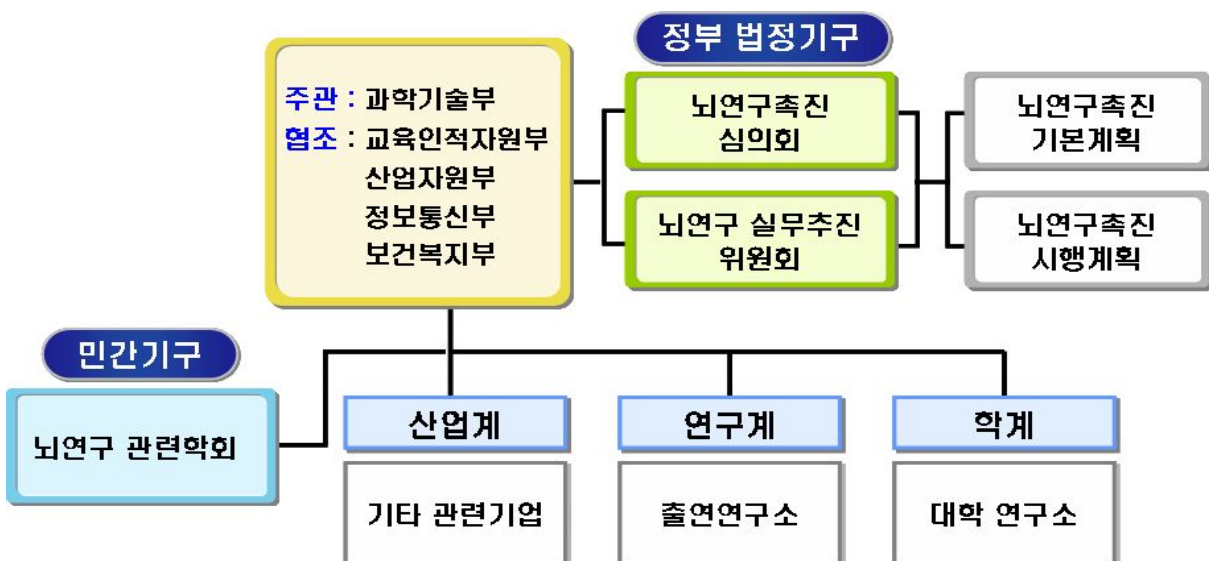 정부 법정기구
주관 : 과학기술부
협조 : 교육인적자원부
산업자원부
정보통신부
보건복지부
뇌연구촉진
심의회
뇌연구 실무추진
위원회
뇌연구촉진
기본계획
뇌연구촉진
시행계획
민간기구
뇌연구 관련학회
산업계
기타 관련기업
연구계
출연연구소
학계
대학 연구소